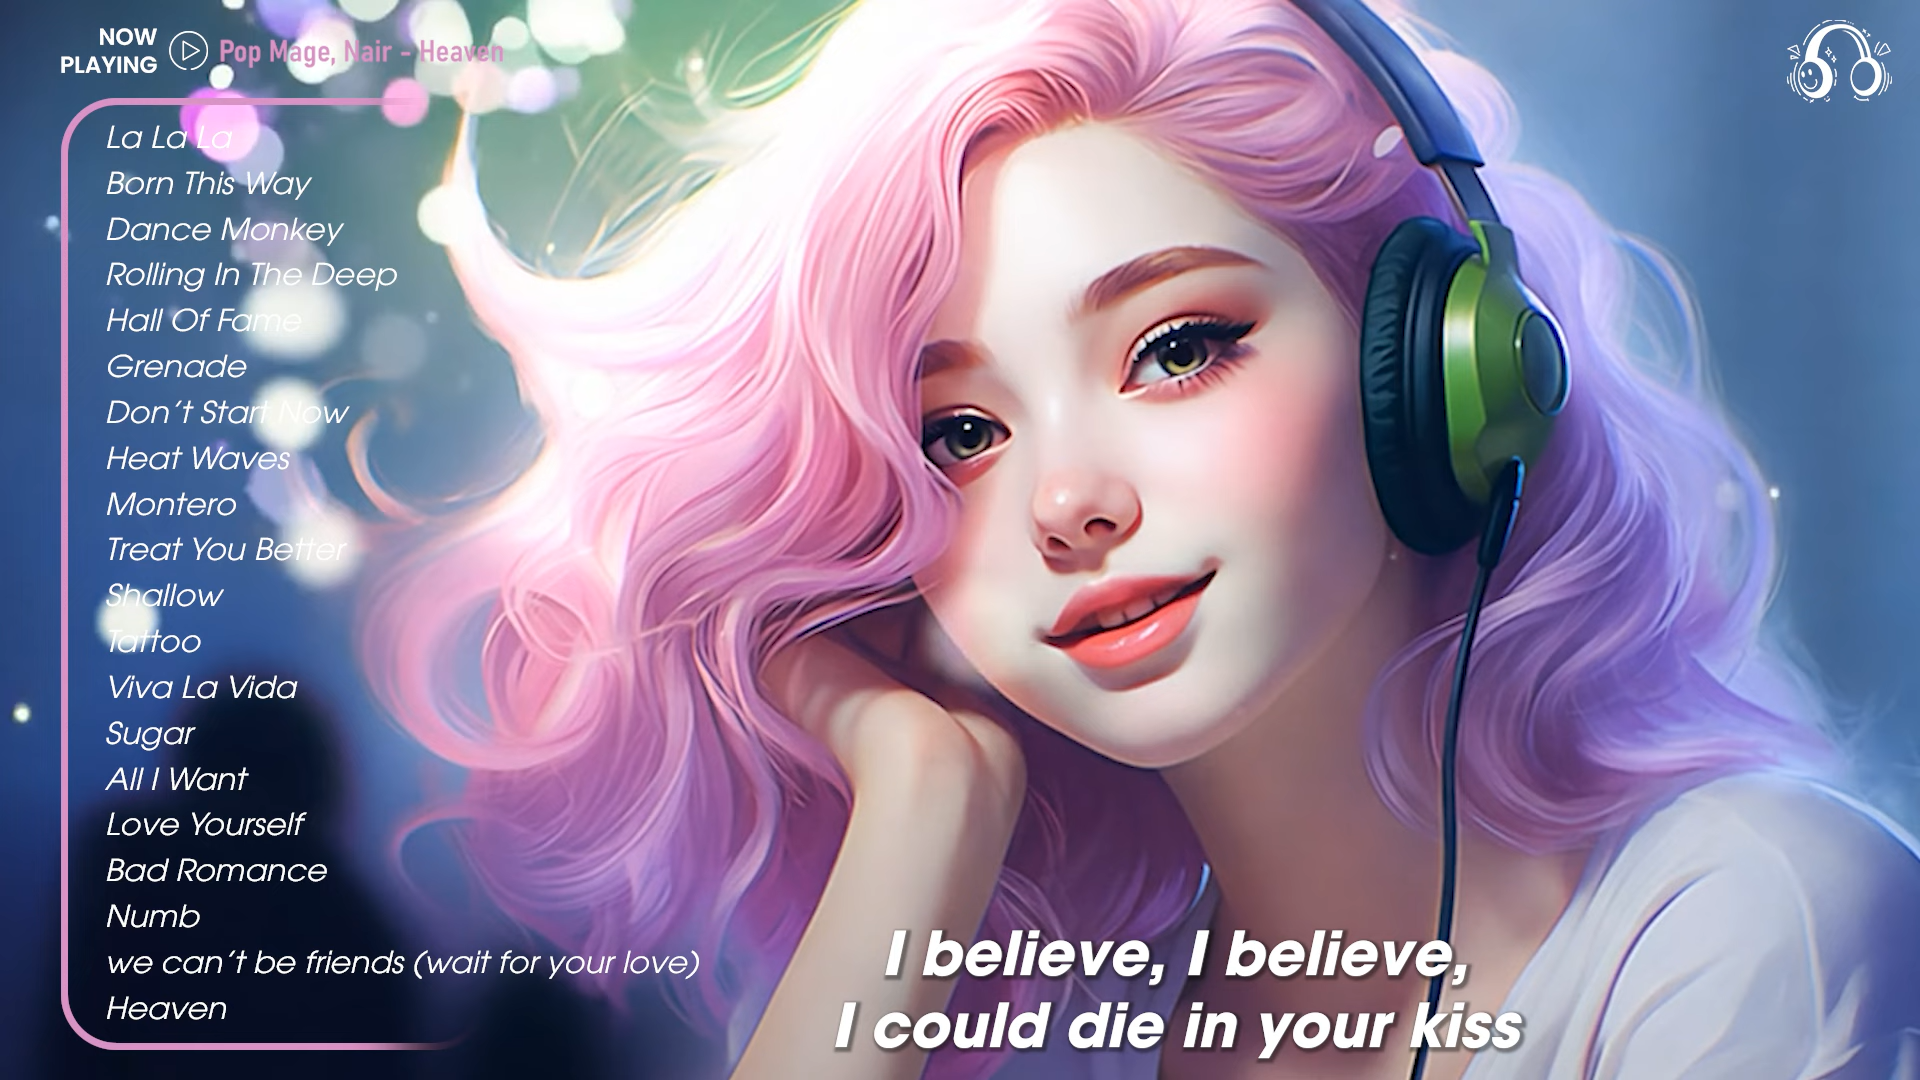 NOW
PLAYING
Pop Mage, Nair - Heaven
La La La
Born This Way
Dance Monkey
Rolling In The Deep
Hall Of Fame
Grenade
Don't Start Now
Heat Waves
Montero
Treat You Better
Shallow
Tattoo
Viva La Vida
Sugar
All I Want
Love Yourself
Bad Romance
Numb
we can't be friends (wait for your love)
Heaven
I believe, I believe,
I could die in your kiss